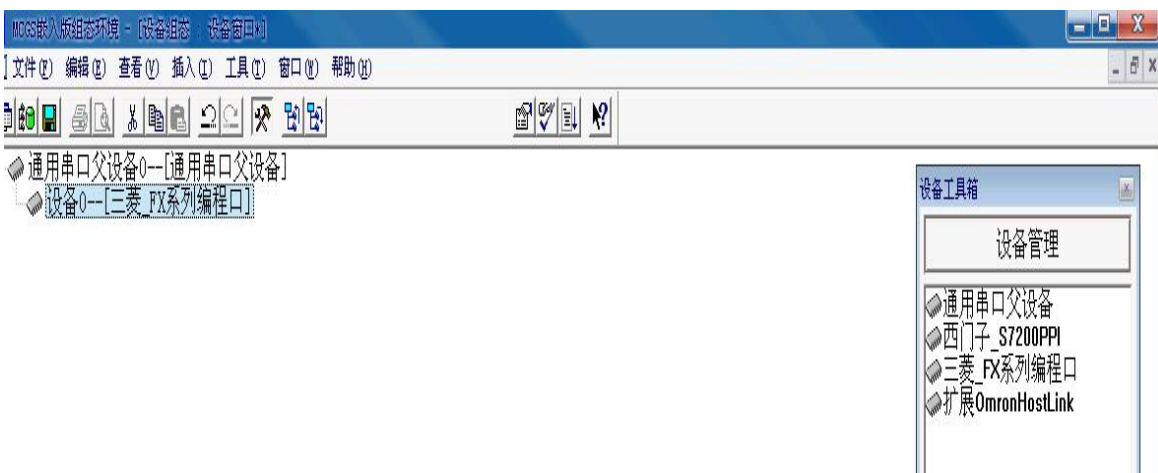 MCGS嵌入版组态环境 - [设备组态 : 设备窗口*]
文件(F) 编辑(E) 查看(V) 插入(I) 工具(T) 窗口(W) 帮助(H)
通用串口父设备0--[通用串口父设备]
设备0--[三菱_FX系列编程口]
设备工具箱
设备管理
通用串口父设备
西门子_S7200PPI
三菱_FX系列编程口
扩展OmronHostLink